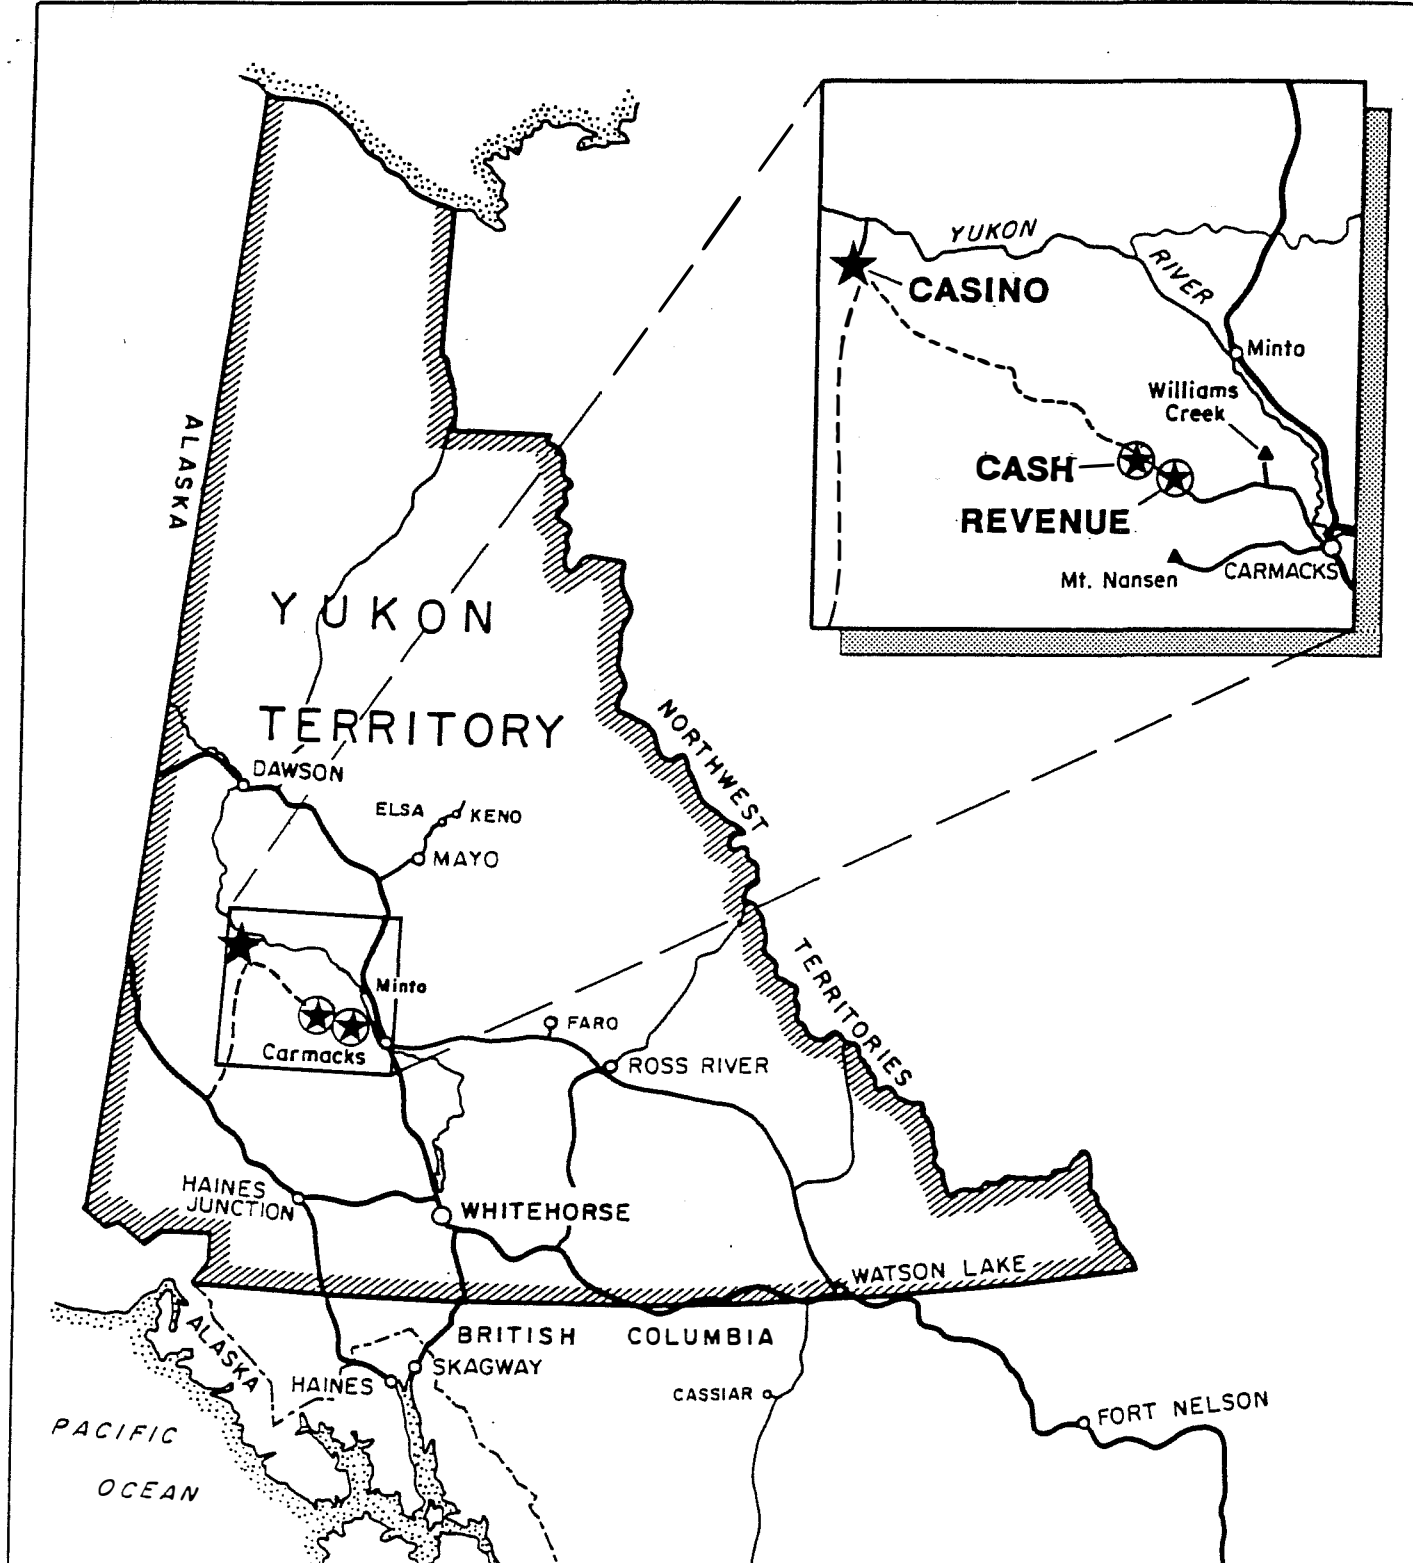 YUKON
RIVER
CASINO
Minto
Williams
Creek
CASH
REVENUE
Mt. Nansen
CARMACKS
ALASKA
YUKON
TERRITORY
NORTHWEST
TERRITORIES
DAWSON
ELSA
KENO
MAYO
Minto
Carmacks
FARO
ROSS RIVER
HAINES
JUNCTION
WHITEHORSE
WATSON LAKE
BRITISH COLUMBIA
ALASKA
SKAGWAY
HAINES
CASSIAR
FORT NELSON
PACIFIC
OCEAN